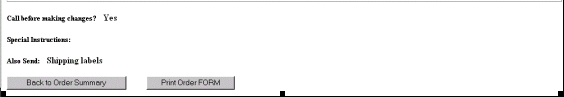 Call before making changes? Yes
Special Instructions:
Also Send: Shipping labels
Back to Order Summary Print Order FORM